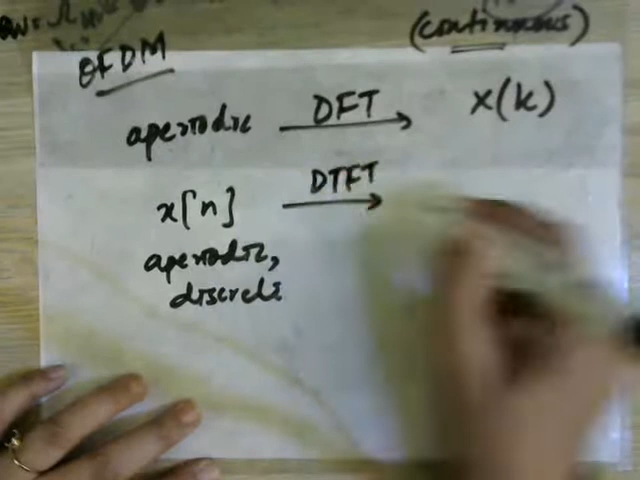 (continuous)
OFDM
aperiodic DFT X(k)
x[n] DTFT
aperiodic,
discrete